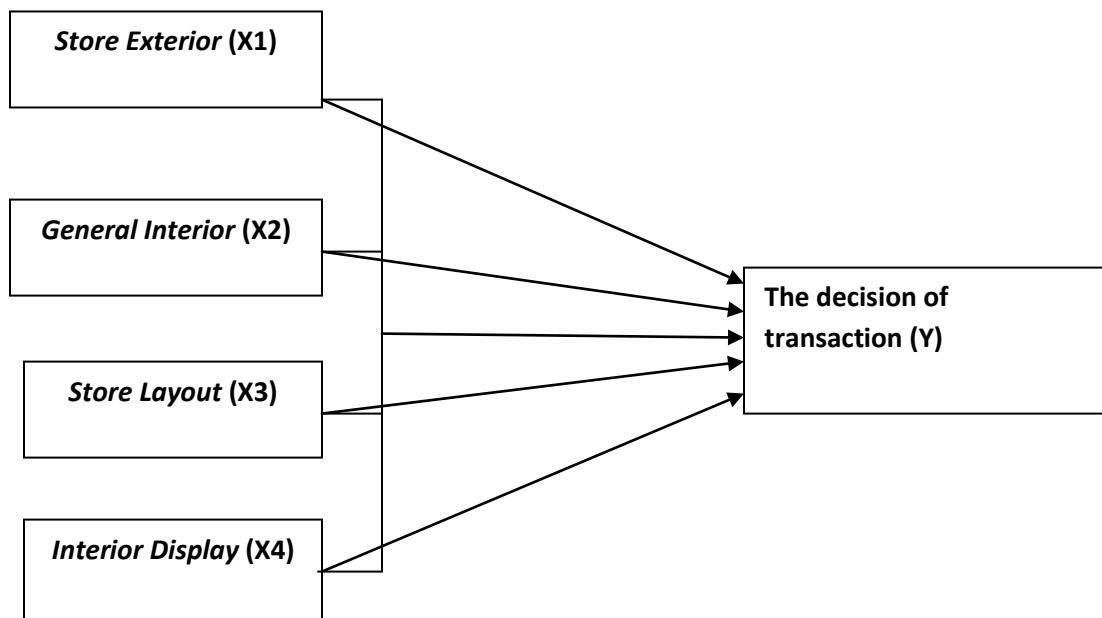 Store Exterior (X1)
General Interior (X2)
Store Layout (X3)
Interior Display (X4)
The decision of
transaction (Y)